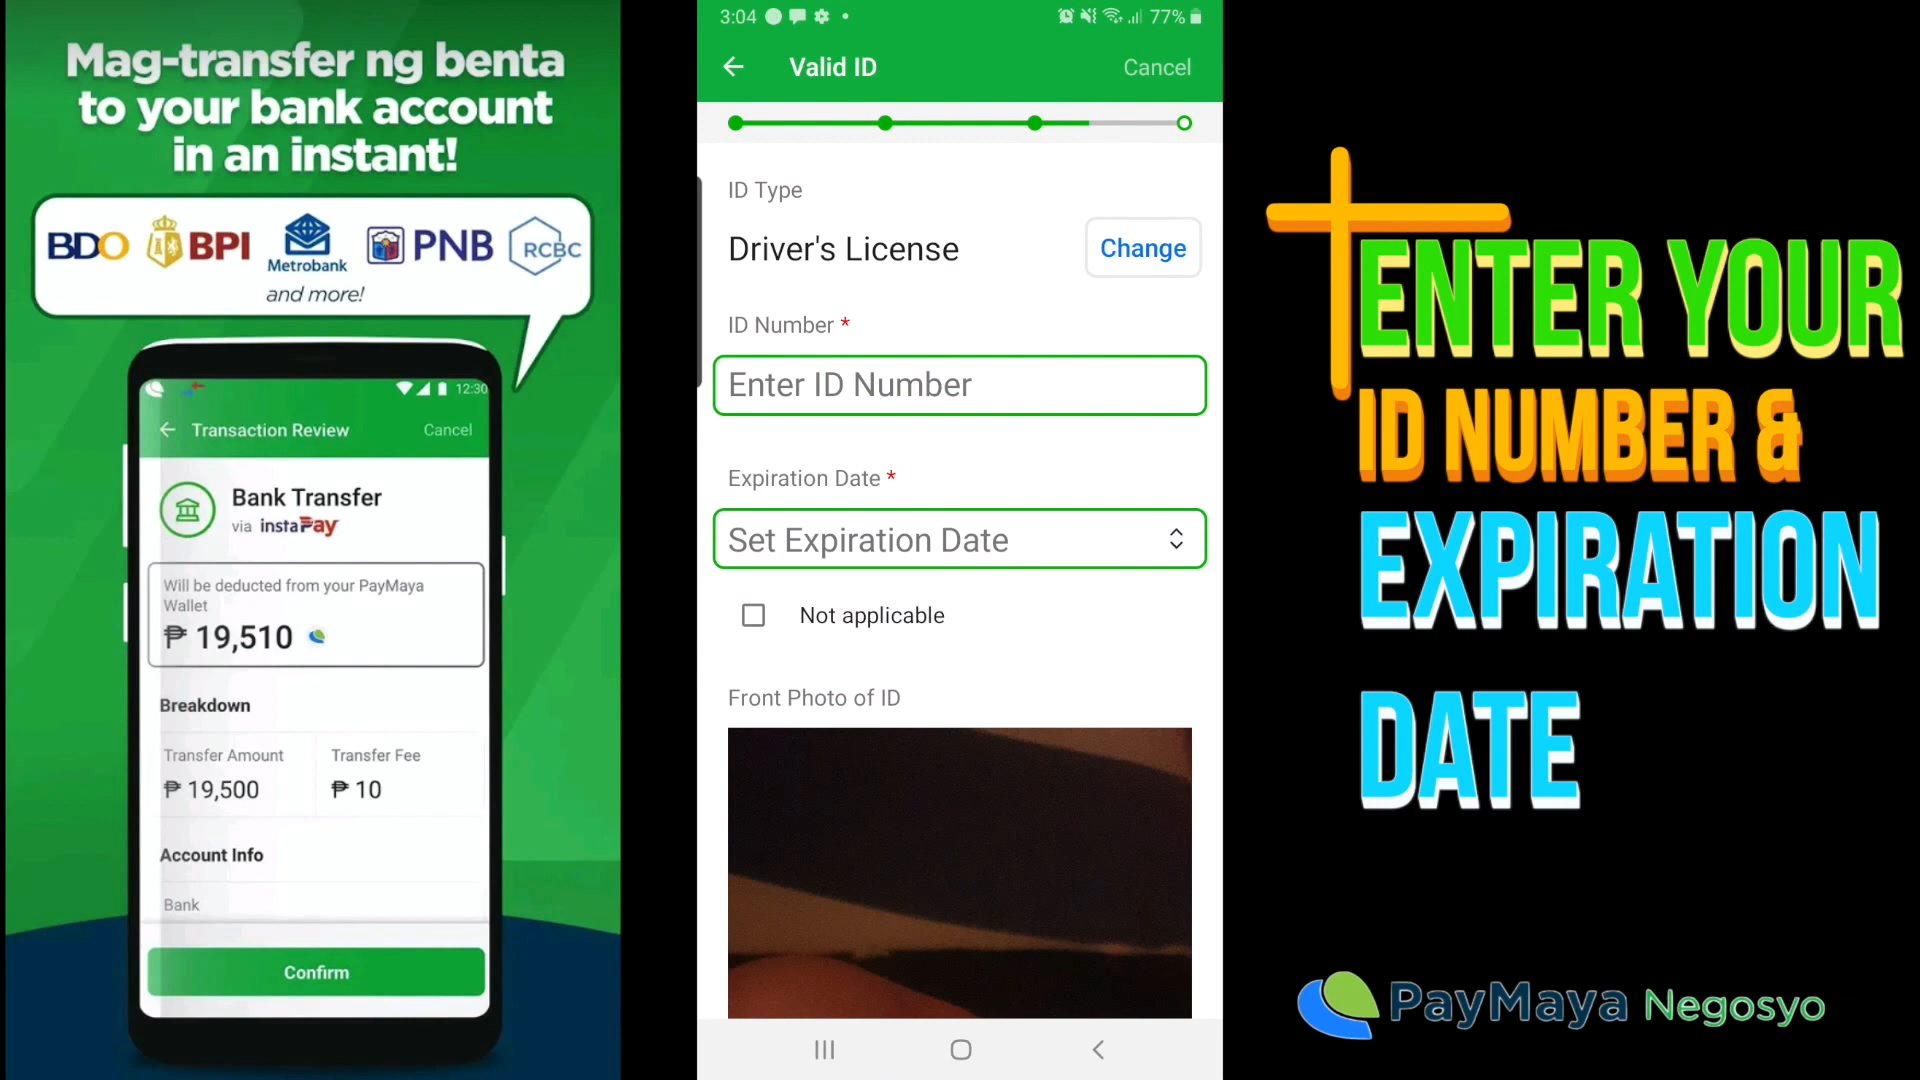 Mag-transfer ng benta
to your bank account
in an instant!
BDO BPI Metrobank PNB RCBC
and more!
12:30
Transaction Review Cancel
Bank Transfer
via instaPay
Will be deducted from your PayMaya
Wallet
₱ 19,510
Breakdown
Transfer Amount Transfer Fee
₱ 19,500 ₱ 10
Account Info
Bank
Confirm
3:04 77%
Valid ID Cancel
ID Type
Driver's License Change
ID Number *
Enter ID Number
Expiration Date *
Set Expiration Date
Not applicable
Front Photo of ID
ENTER YOUR
ID NUMBER &
EXPIRATION
DATE
PayMaya Negosyo